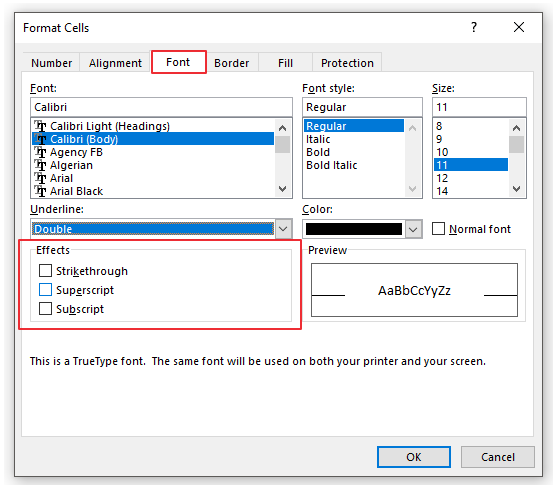 Format Cells ? ×
Number Alignment Font Border Fill Protection
Font: Font style: Size:
Calibri Regular 11
Calibri Light (Headings) Regular 8
Calibri (Body) Italic 9
Agency FB Bold 10
Algerian Bold Italic 11
Arial 12
Arial Black 14
Underline: Color:
Double Normal font
Effects Preview
Strikethrough
Superscript AaBbCcYyZz
Subscript
This is a TrueType font. The same font will be used on both your printer and your screen.
OK Cancel